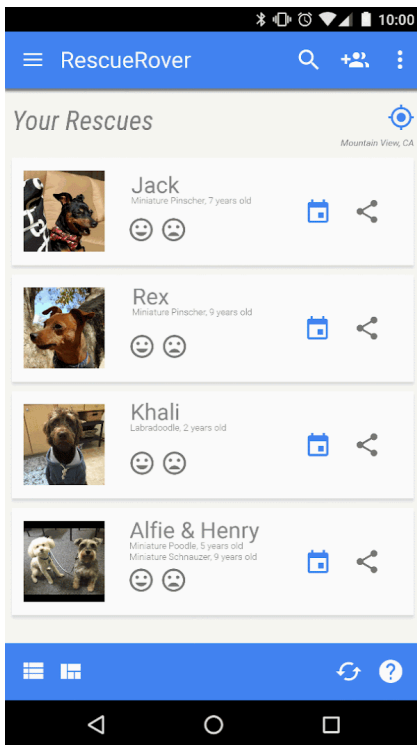 10:00
RescueRover
Your Rescues
Mountain View, CA
Jack
Miniature Pinscher, 7 years old
Rex
Miniature Pinscher, 9 years old
Khali
Labradoodle, 2 years old
Alfie & Henry
Miniature Poodle, 5 years old
Miniature Schnauzer, 9 years old